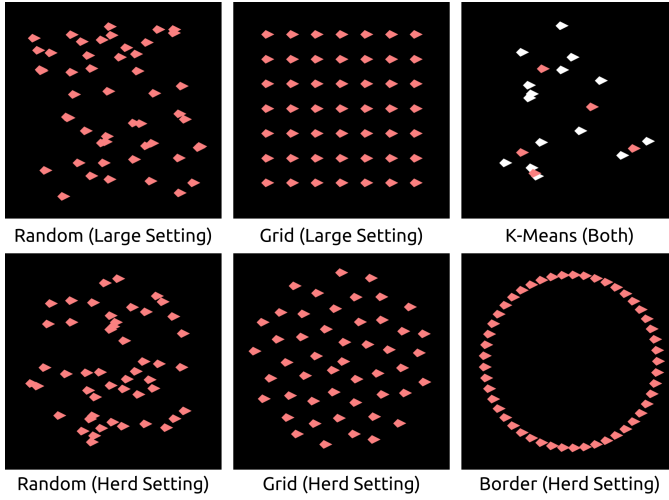 Random (Large Setting)
Grid (Large Setting)
K-Means (Both)
Random (Herd Setting)
Grid (Herd Setting)
Border (Herd Setting)